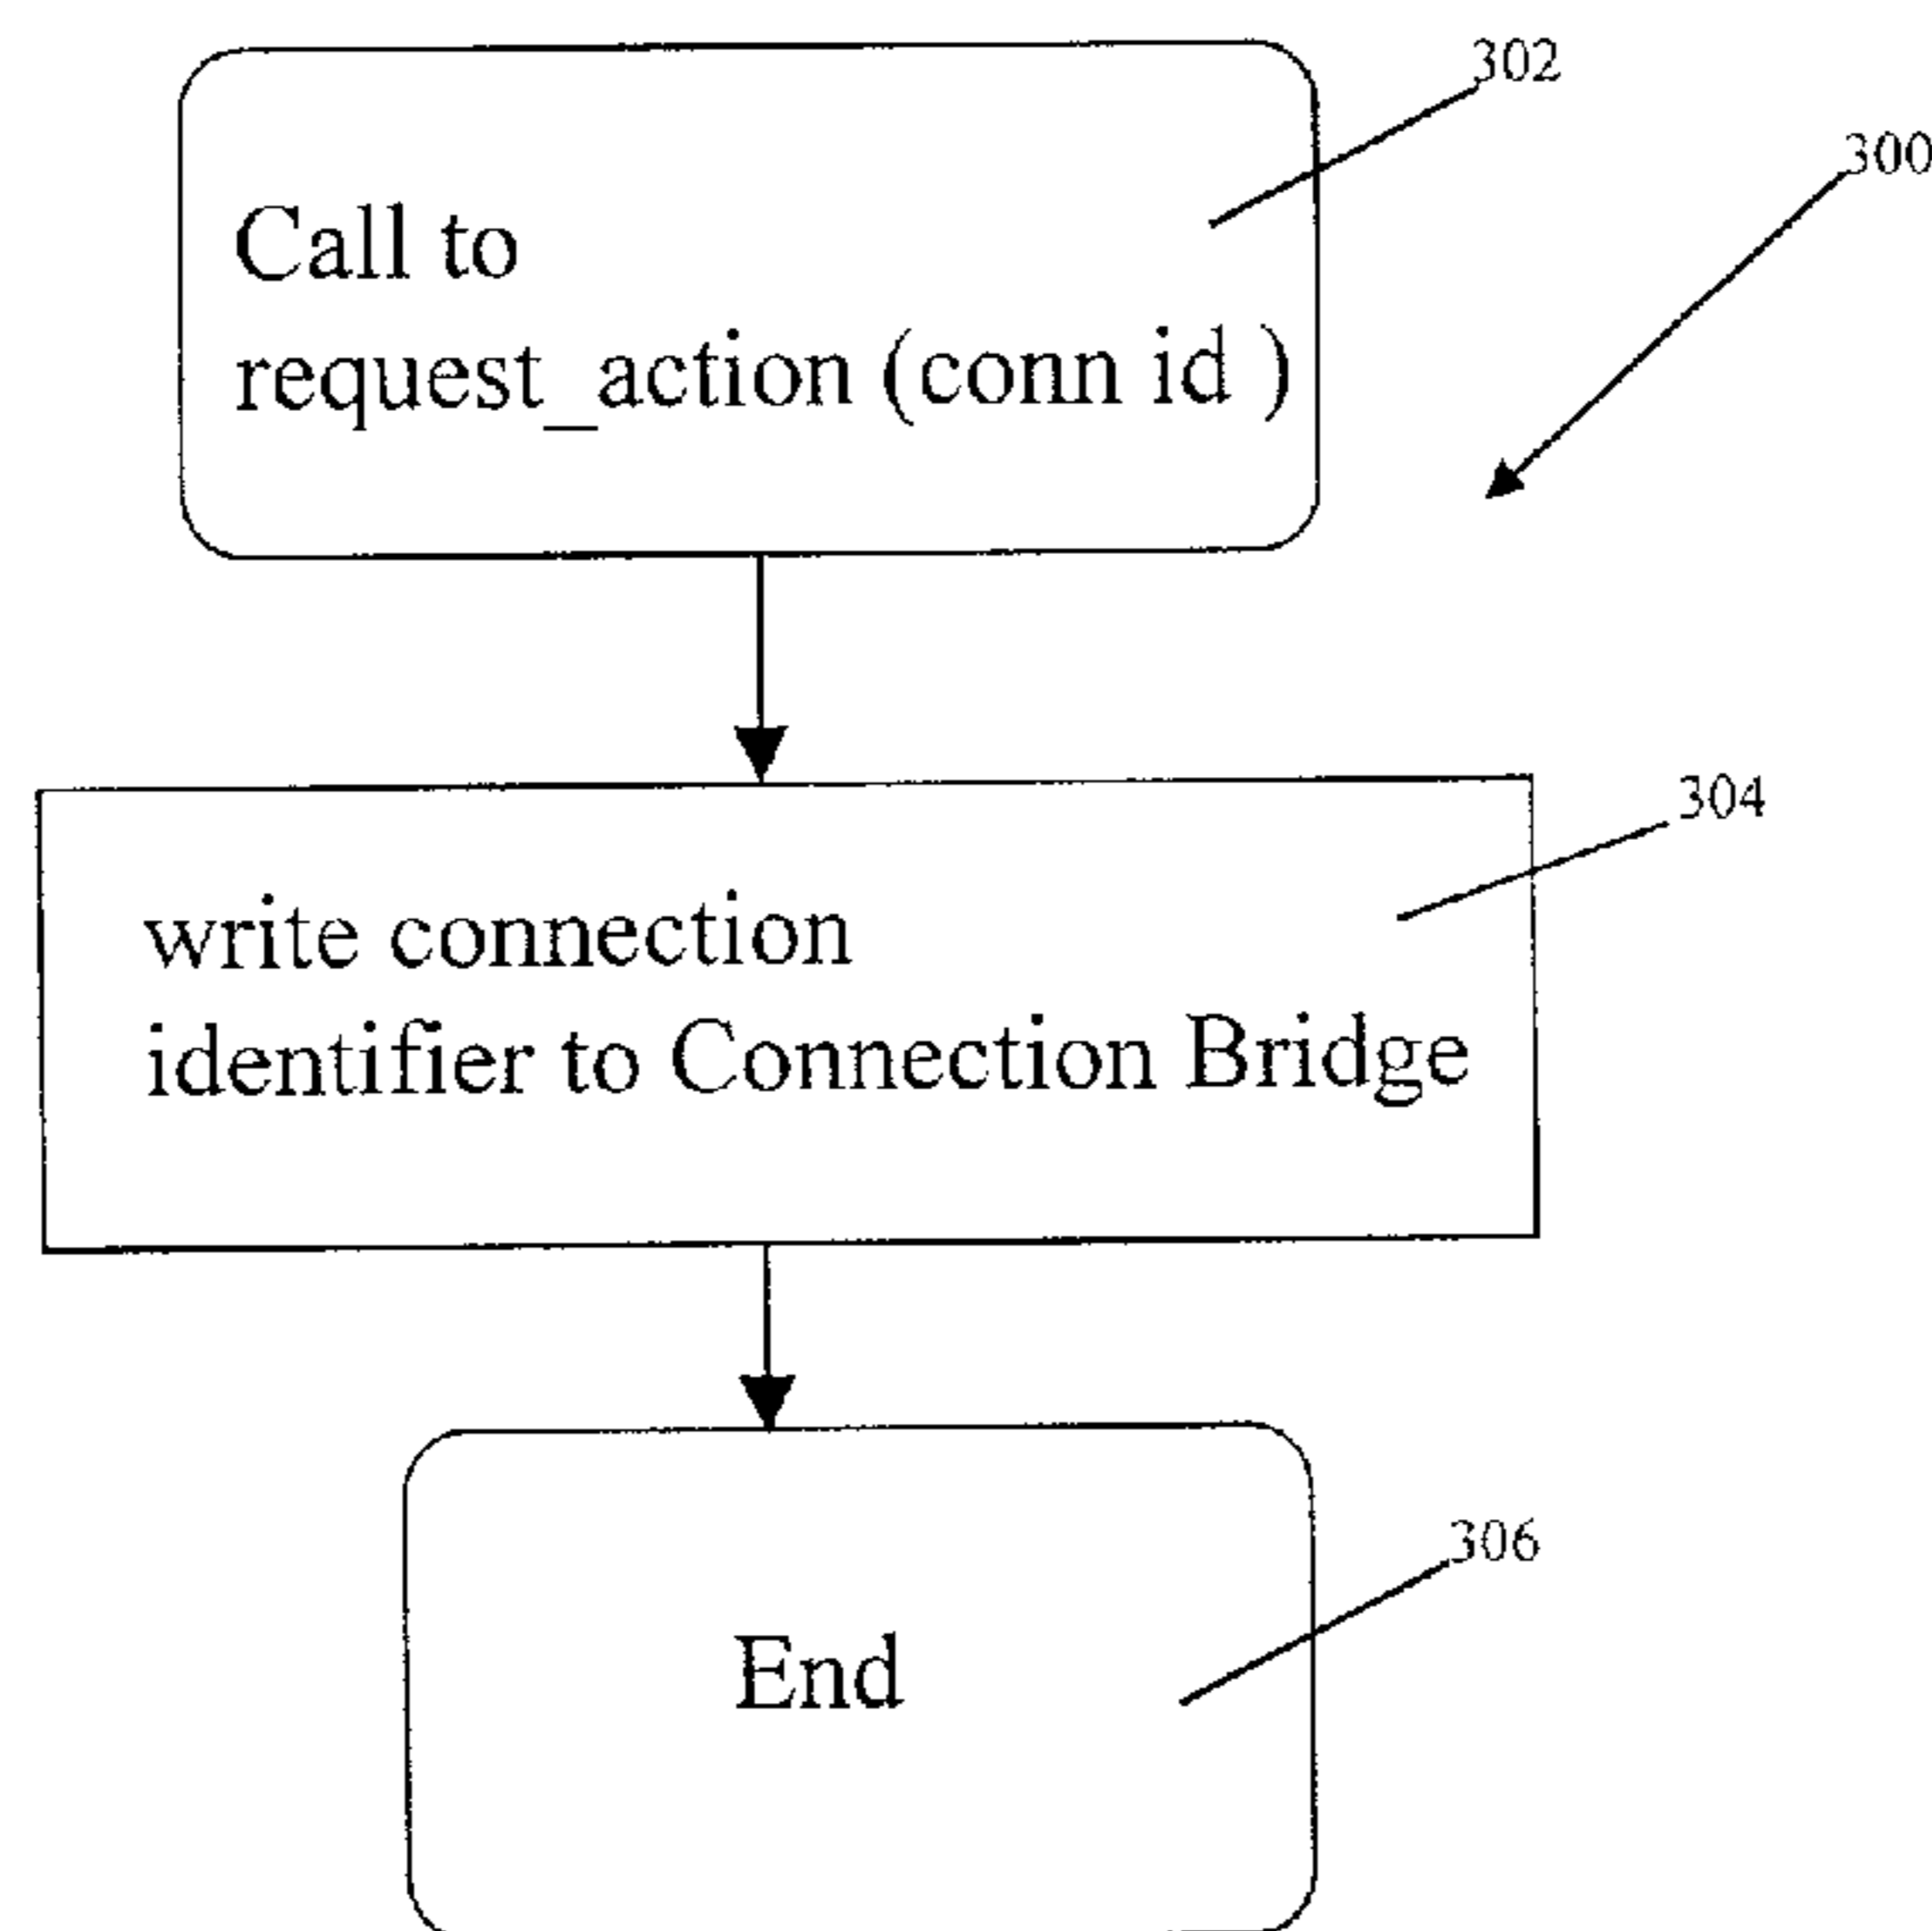 302
300
Call to
request_action (conn id )
304
write connection
identifier to Connection Bridge
306
End